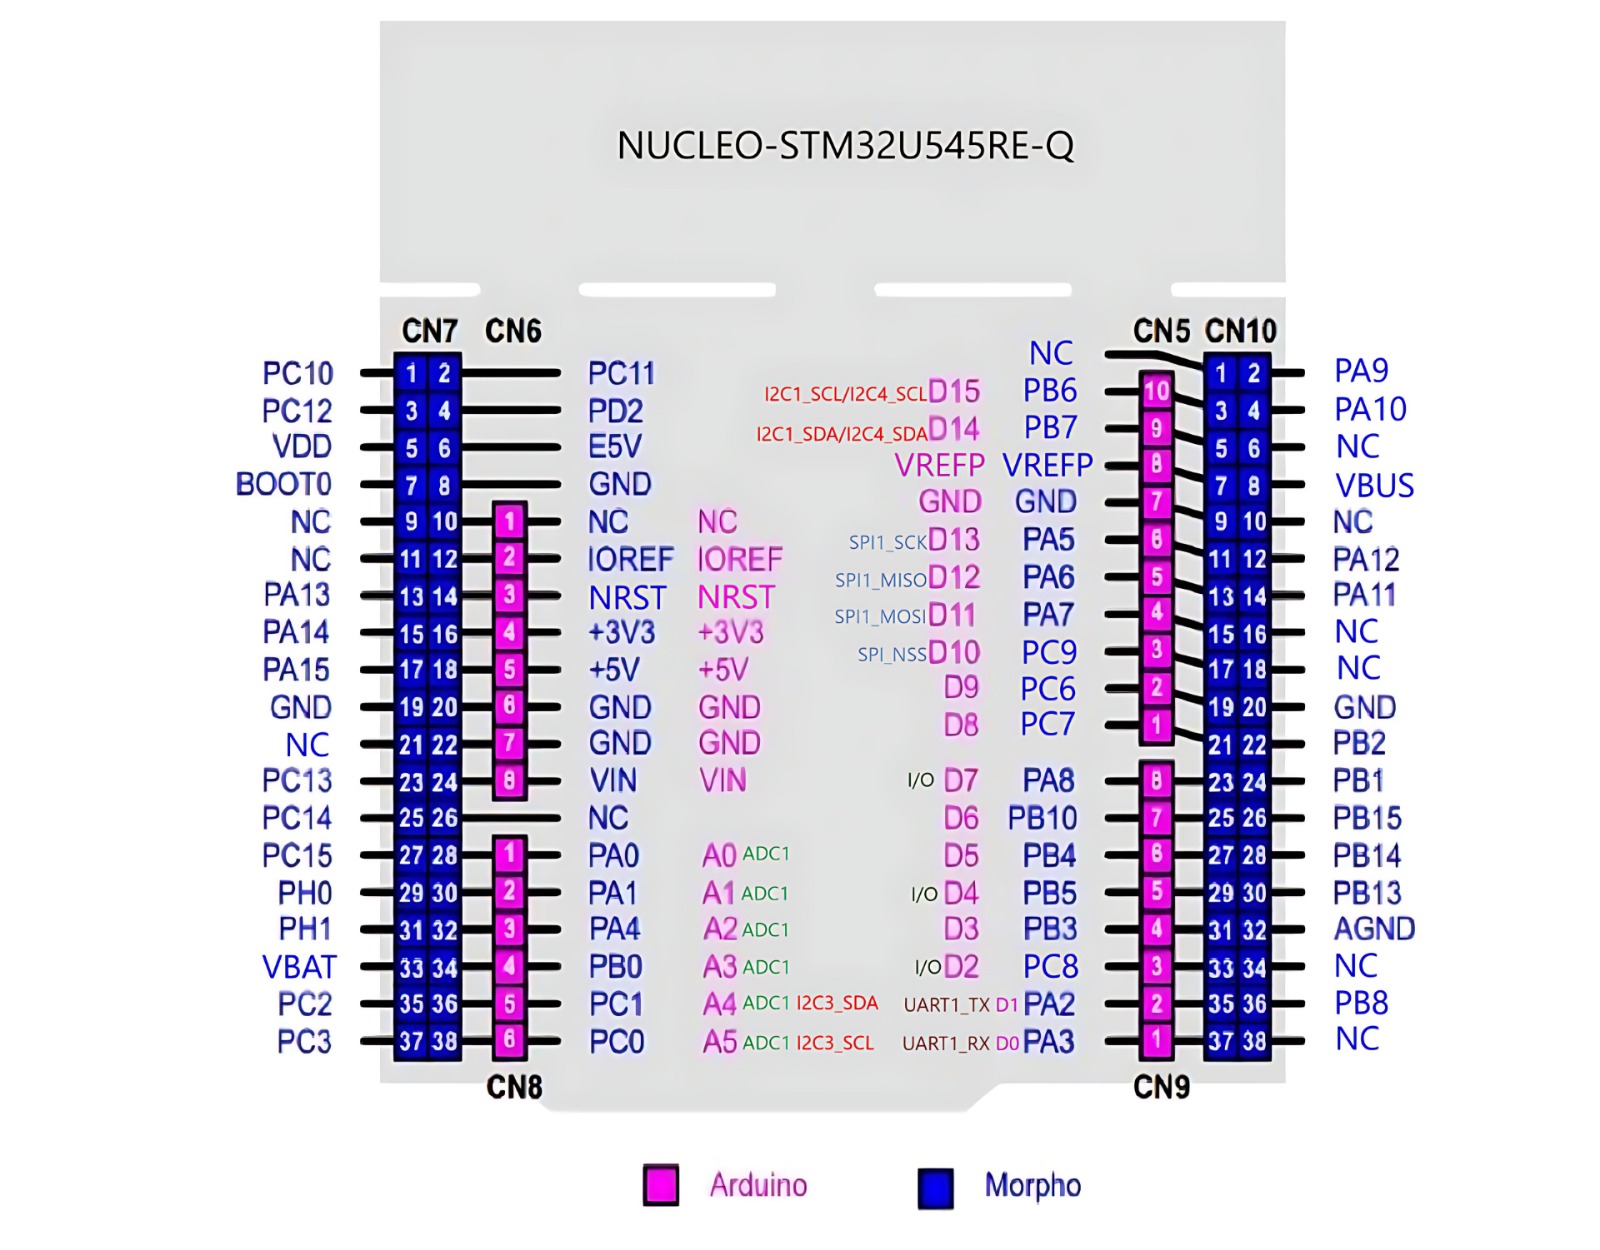 NUCLEO-STM32U545RE-Q
CN7 CN6 CN5 CN10
NC
PC10 1 2 PC11 1 2 PA9
I2C1_SCL/I2C4_SCL D15 PB6 10
PC12 3 4 PD2 3 4 PA10
I2C1_SDA/I2C4_SDA D14 PB7 9
VDD 5 6 E5V 5 6 NC
VREFP VREFP 8
BOOT0 7 8 GND 7 8 VBUS
GND GND 7
NC 9 10 1 NC NC 9 10 NC
SPI1_SCK D13 PA5 6
NC 11 12 2 IOREF IOREF 11 12 PA12
SPI1_MISO D12 PA6 5
PA13 13 14 3 NRST NRST 13 14 PA11
SPI1_MOSI D11 PA7 4
PA14 15 16 4 +3V3 +3V3 15 16 NC
SPI_NSS D10 PC9 3
PA15 17 18 5 +5V +5V 17 18 NC
D9 PC6 2
GND 19 20 6 GND GND 19 20 GND
D8 PC7 1
NC 21 22 7 GND GND 21 22 PB2
PC13 23 24 8 VIN VIN I/O D7 PA8 8 23 24 PB1
PC14 25 26 NC D6 PB10 7 25 26 PB15
PC15 27 28 1 PA0 A0 ADC1 D5 PB4 6 27 28 PB14
PH0 29 30 2 PA1 A1 ADC1 I/O D4 PB5 5 29 30 PB13
PH1 31 32 3 PA4 A2 ADC1 D3 PB3 4 31 32 AGND
VBAT 33 34 4 PB0 A3 ADC1 I/O D2 PC8 3 33 34 NC
PC2 35 36 5 PC1 A4 ADC1 I2C3_SDA UART1_TX D1 PA2 2 35 36 PB8
PC3 37 38 6 PC0 A5 ADC1 I2C3_SCL UART1_RX D0 PA3 1 37 38 NC
CN8 CN9
Arduino Morpho